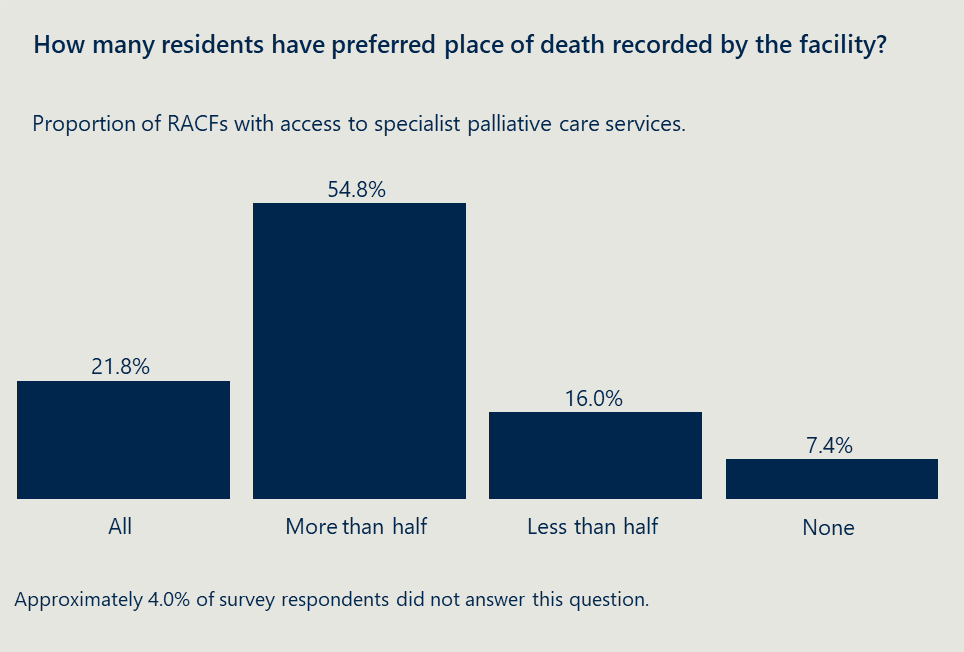 How many residents have preferred place of death recorded by the facility?
Proportion of RACFs with access to specialist palliative care services.
54.8%
21.8%
16.0%
7.4%
All
More than half
Less than half
None
Approximately 4.0% of survey respondents did not answer this question.